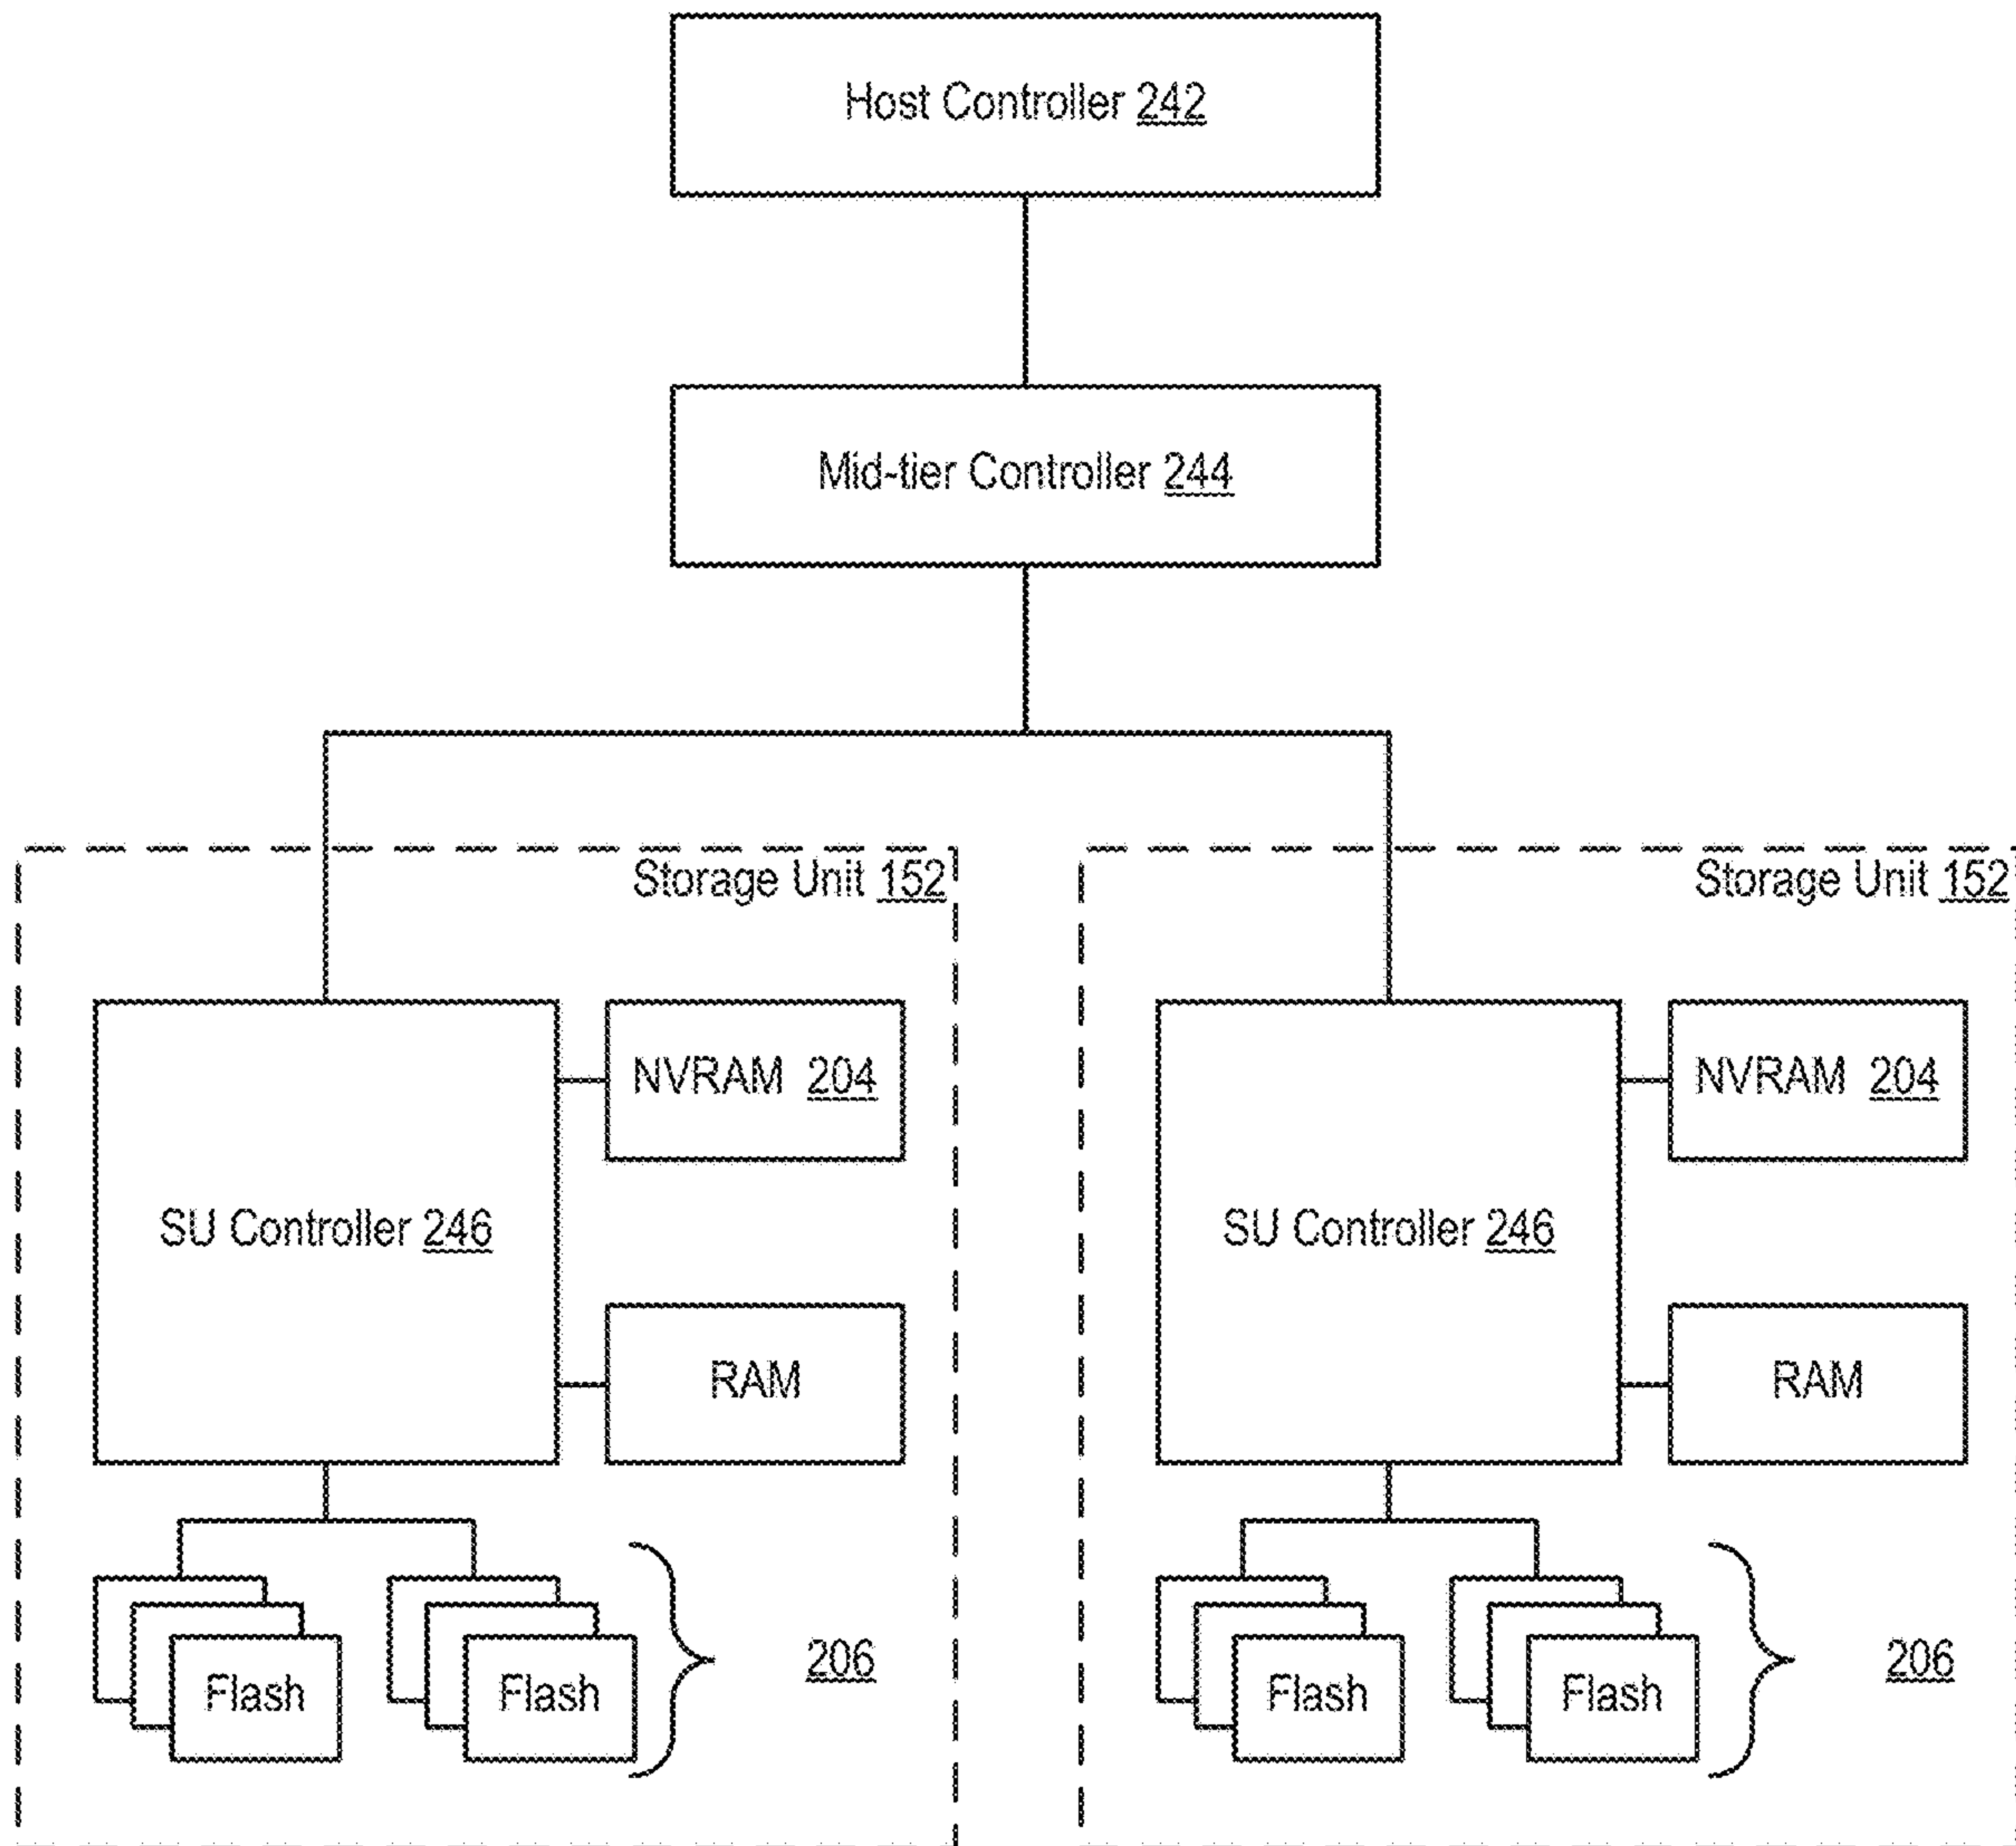 Host Controller 242
Mid-tier Controller 244
Storage Unit 152
Storage Unit 152
NVRAM 204
NVRAM 204
SU Controller 246
SU Controller 246
RAM
RAM
206
206
Flash
Flash
Flash
Flash